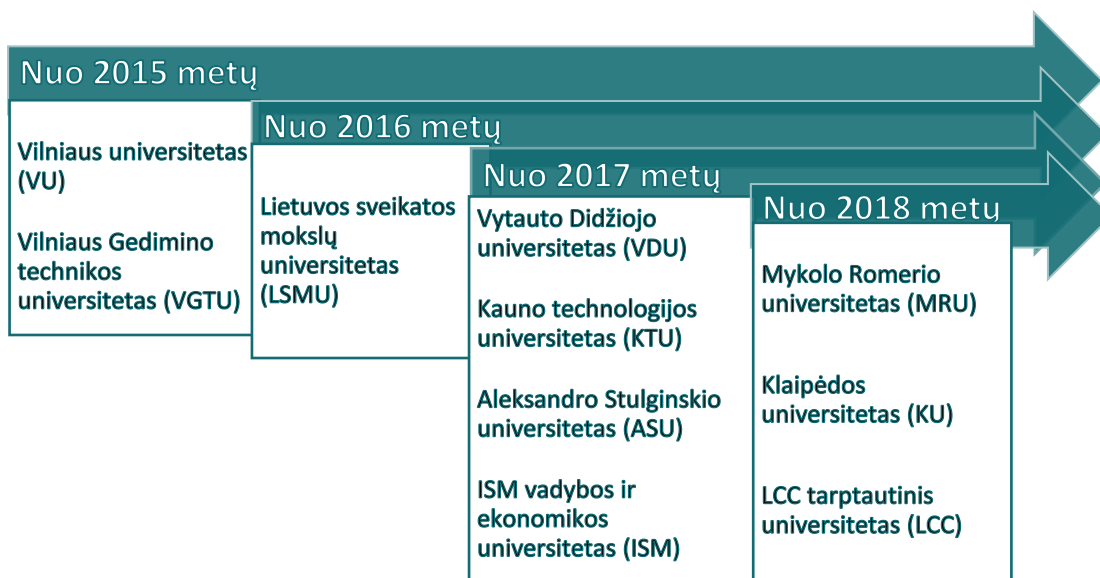 Nuo 2015 metų
Vilniaus universitetas
(VU)
Vilniaus Gedimino
technikos
universitetas (VGTU)
Nuo 2016 metų
Lietuvos sveikatos
mokslų
universitetas
(LSMU)
Nuo 2017 metų
Vytauto Didžiojo
universitetas (VDU)
Kauno technologijos
universitetas (KTU)
Aleksandro Stulginskio
universitetas (ASU)
ISM vadybos ir
ekonomikos
universitetas (ISM)
Nuo 2018 metų
Mykolo Romerio
universitetas (MRU)
Klaipėdos
universitetas (KU)
LCC tarptautinis
universitetas (LCC)